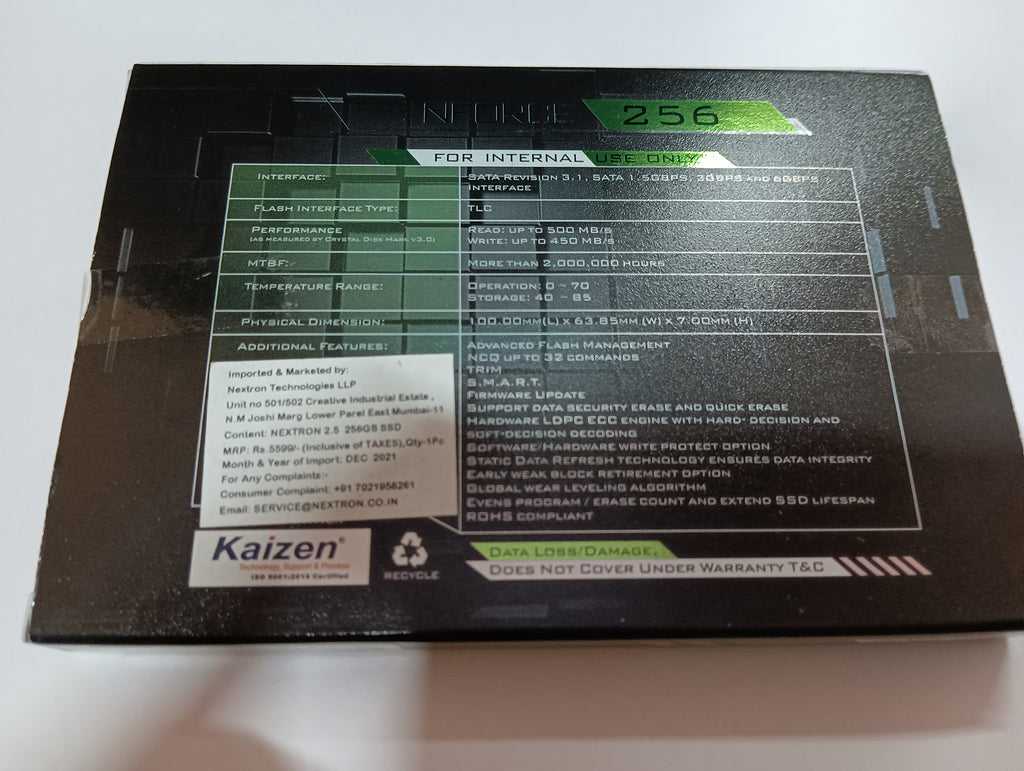 NFORCE 256
FOR INTERNAL USE ONLY
INTERFACE: SATA REVISION 3.1, SATA 1.5GBPS, 3GBPS AND 6GBPS
INTERFACE
FLASH INTERFACE TYPE: TLC
PERFORMANCE READ: UP TO 500 MB/S
(AS MEASURED BY CRYSTAL DISK MARK V3.0) WRITE: UP TO 450 MB/S
MTBF: MORE THAN 2,000,000 HOURS
TEMPERATURE RANGE: OPERATION: 0 ~ 70
STORAGE: 40 ~ 85
PHYSICAL DIMENSION: 100.00MM(L) X 63.85MM (W) X 7.00MM (H)
ADDITIONAL FEATURES: ADVANCED FLASH MANAGEMENT
NCQ UP TO 32 COMMANDS
TRIM
S.M.A.R.T.
FIRMWARE UPDATE
SUPPORT DATA SECURITY ERASE AND QUICK ERASE
HARDWARE LDPC ECC ENGINE WITH HARD- DECISION AND
SOFT-DECISION DECODING
SOFTWARE/HARDWARE WRITE PROTECT OPTION
STATIC DATA REFRESH TECHNOLOGY ENSURES DATA INTEGRITY
EARLY WEAK BLOCK RETIREMENT OPTION
GLOBAL WEAR LEVELING ALGORITHM
EVENS PROGRAM / ERASE COUNT AND EXTEND SSD LIFESPAN
ROHS COMPLIANT
Imported & Marketed by:
Nextron Technologies LLP
Unit no 501/502 Creative Industrial Estate ,
N.M Joshi Marg Lower Parel East Mumbai-11
Content: NEXTRON 2.5 256GB SSD
MRP: Rs.5599/- (Inclusive of TAXES),Qty-1Pc
Month & Year of Import: DEC 2021
For Any Complaints:-
Consumer Complaint: +91 7021958261
Email: SERVICE@NEXTRON.CO.IN
Kaizen®
Technology, Support & Process
ISO 9001:2015 Certified
RECYCLE
DATA LOSS/DAMAGE,
DOES NOT COVER UNDER WARRANTY T&C